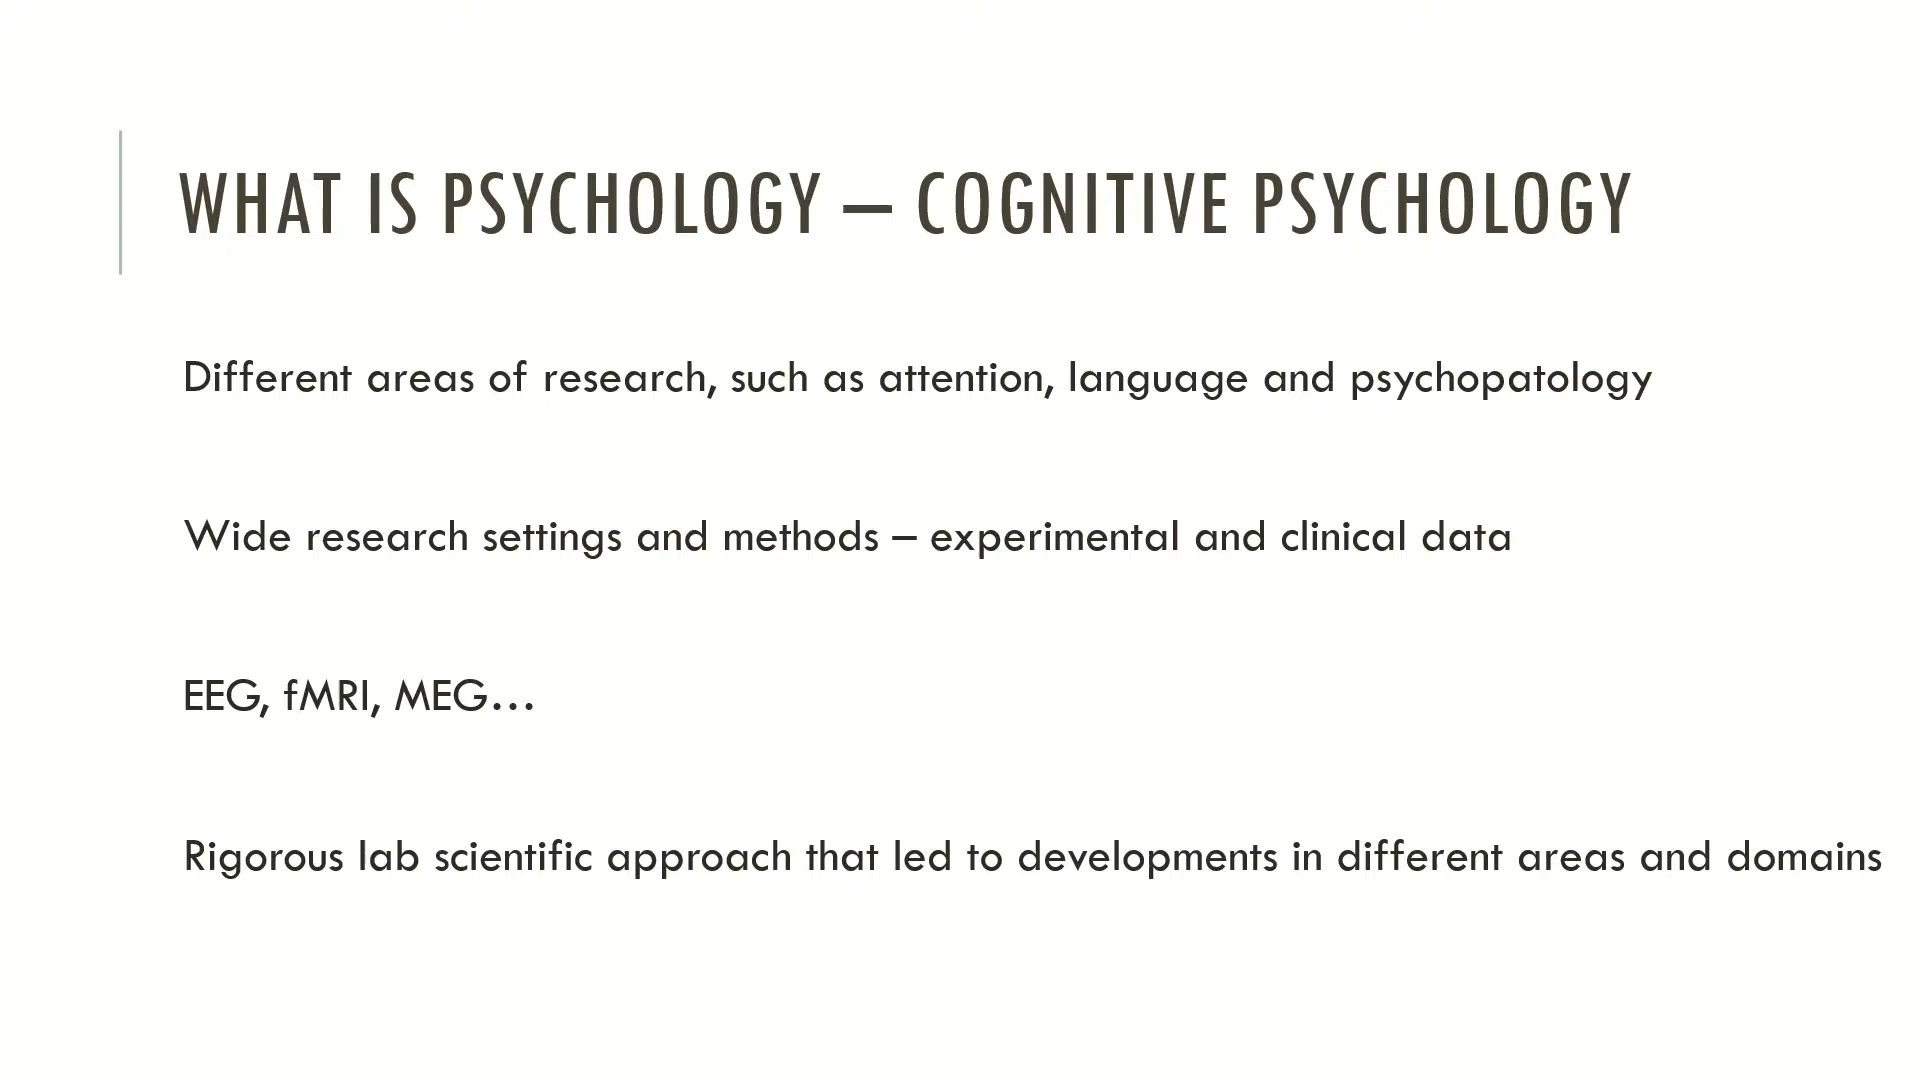 WHAT IS PSYCHOLOGY – COGNITIVE PSYCHOLOGY
Different areas of research, such as attention, language and psychopatology
Wide research settings and methods – experimental and clinical data
EEG, fMRI, MEG…
Rigorous lab scientific approach that led to developments in different areas and domains